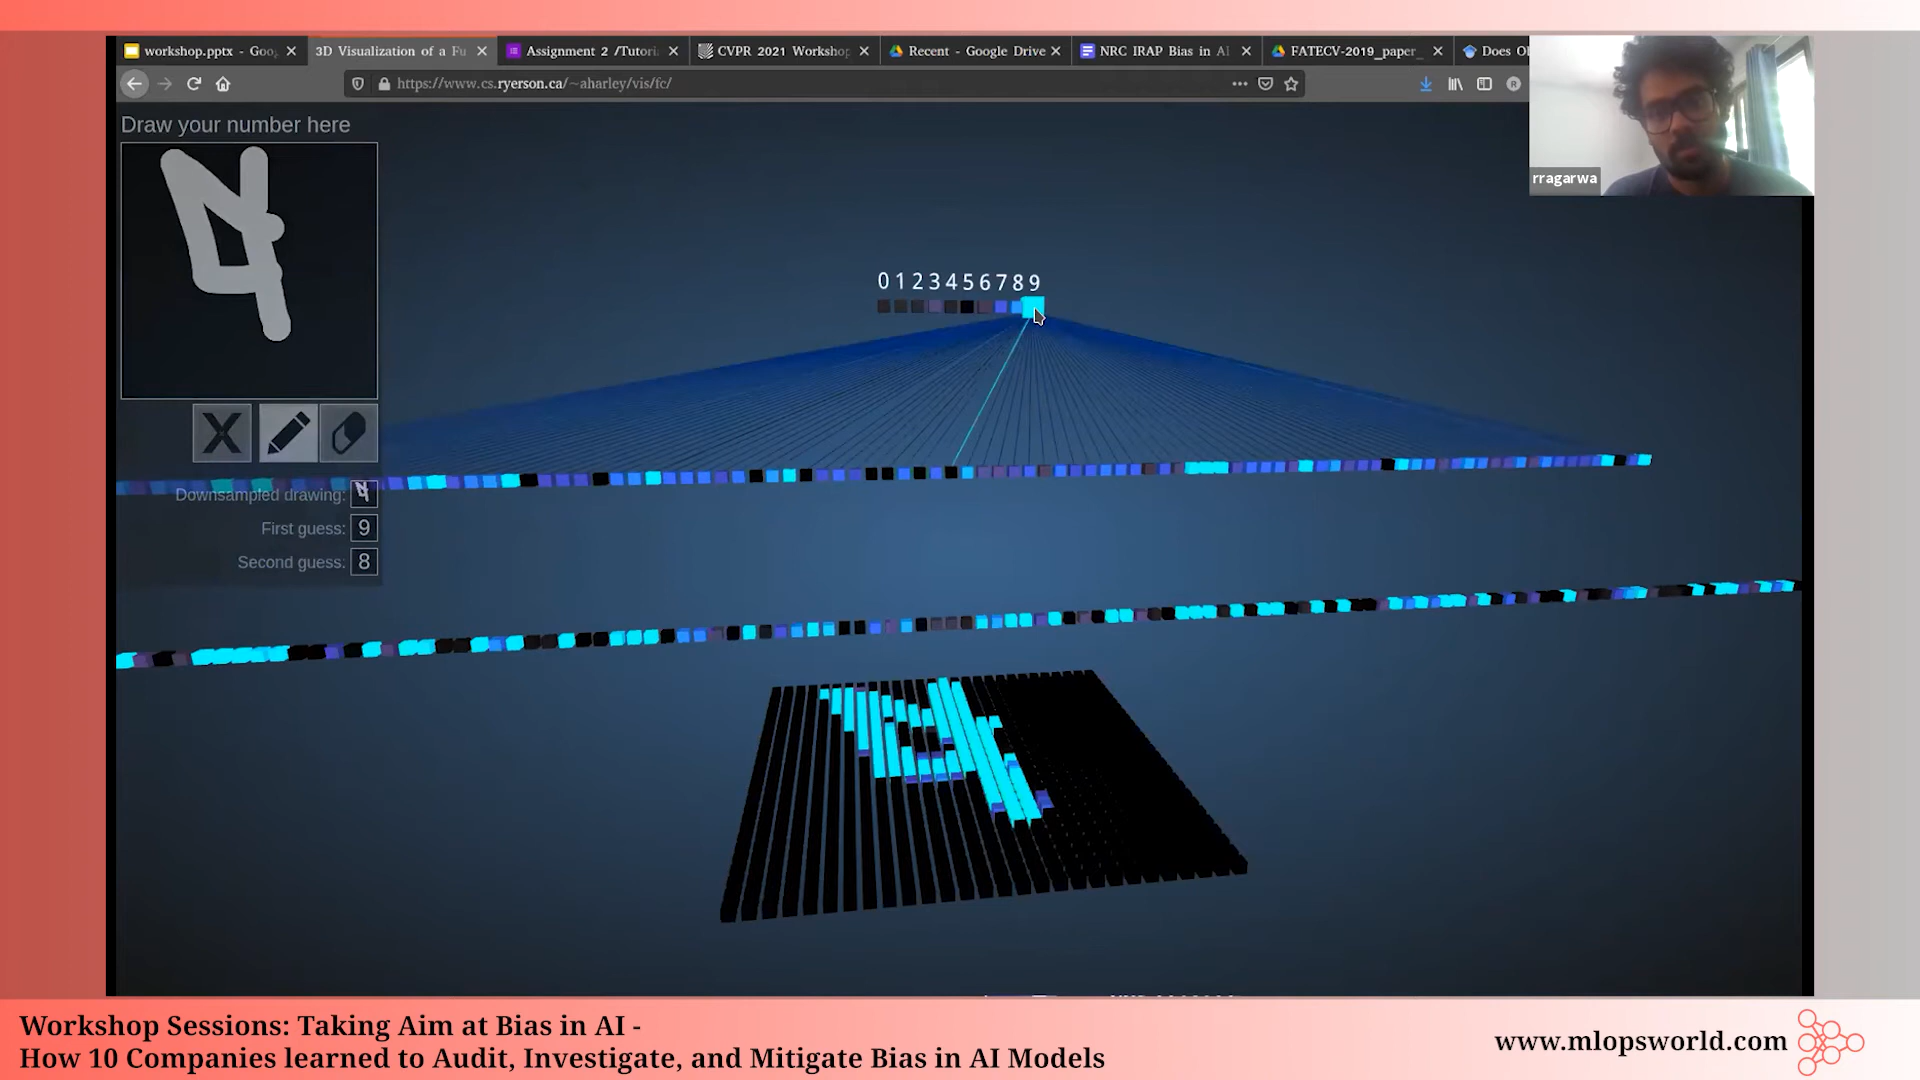 workshop.pptx - Goo
3D Visualization of a Fu
Assignment 2 /Tutori
CVPR 2021 Workshop
Recent - Google Drive
NRC IRAP Bias in AI
FATECV-2019_paper_
Does O
https://www.cs.ryerson.ca/~aharley/vis/fc/
R
rragarwa
Draw your number here
4
0 1 2 3 4 5 6 7 8 9
X
Downsampled drawing: 4
First guess: 9
Second guess: 8
Workshop Sessions: Taking Aim at Bias in AI -
How 10 Companies learned to Audit, Investigate, and Mitigate Bias in AI Models
www.mlopsworld.com